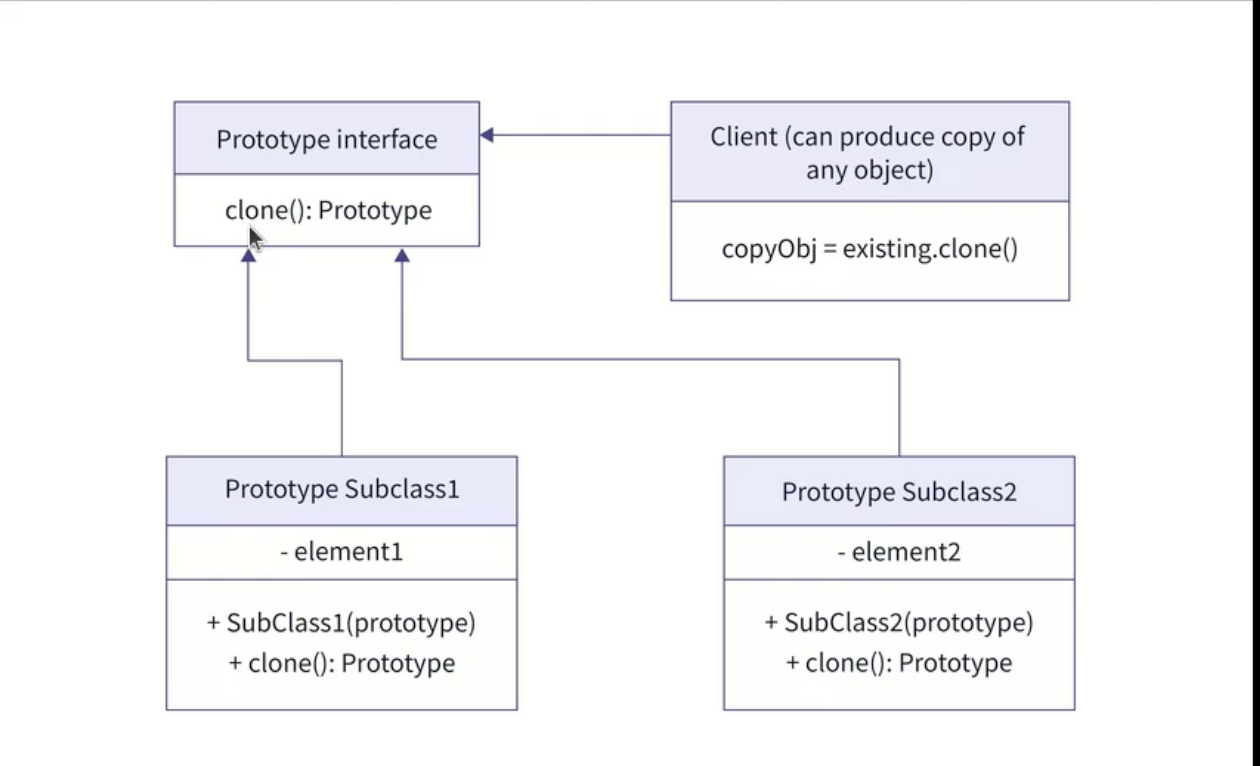 Prototype interface
clone(): Prototype
Client (can produce copy of
any object)
copyObj = existing.clone()
Prototype Subclass1
- element1
+ SubClass1(prototype)
+ clone(): Prototype
Prototype Subclass2
- element2
+ SubClass2(prototype)
+ clone(): Prototype